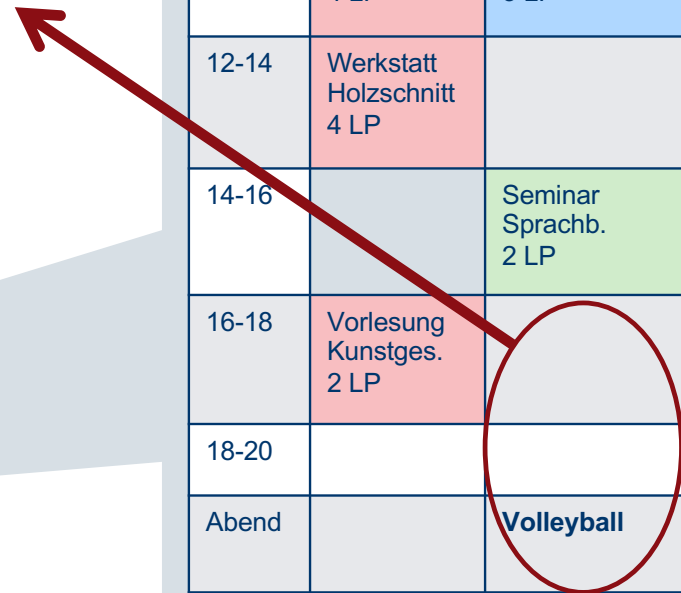 12-14
Werkstatt
Holzschnitt
4 LP
14-16
Seminar
Sprachb.
2 LP
16-18
Vorlesung
Kunstges.
2 LP
18-20
Abend
Volleyball